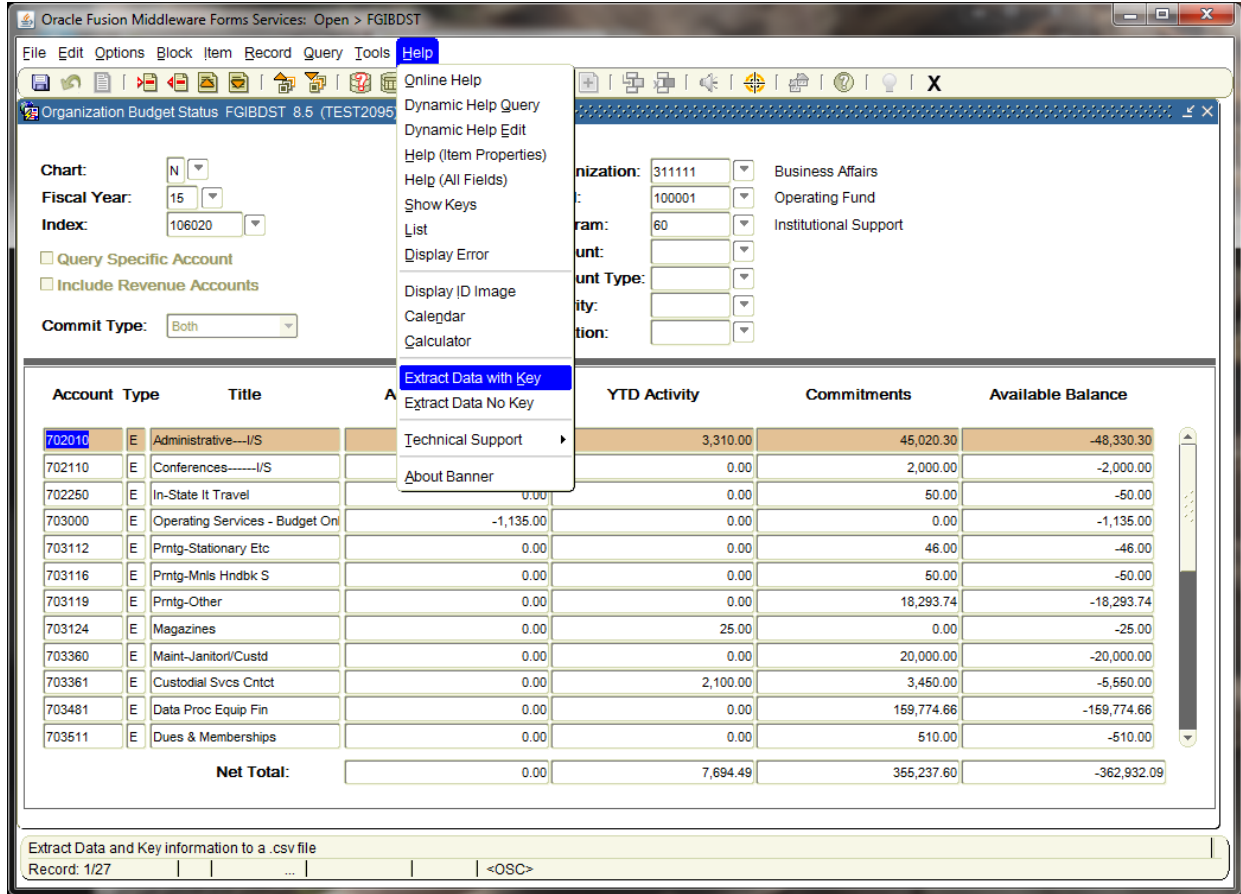 Oracle Fusion Middleware Forms Services: Open > FGIBDST
File Edit Options Block Item Record Query Tools Help
X
Organization Budget Status FGIBDST 8.5 (TEST2095)
Online Help
Dynamic Help Query
Dynamic Help Edit
Help (Item Properties)
Help (All Fields)
Show Keys
List
Display Error
Display ID Image
Calendar
Calculator
Extract Data with Key
Extract Data No Key
Technical Support
About Banner
Chart: N nization: 311111 Business Affairs
Fiscal Year: 15 100001 Operating Fund
Index: 106020 ram: 60 Institutional Support
Query Specific Account unt:
Include Revenue Accounts unt Type:
ity:
Commit Type: Both tion:
Account Type Title A YTD Activity Commitments Available Balance
702010 E Administrative---I/S 3,310.00 45,020.30 -48,330.30
702110 E Conferences------I/S 0.00 2,000.00 -2,000.00
702250 E In-State It Travel 0.00 0.00 50.00 -50.00
703000 E Operating Services - Budget Onl -1,135.00 0.00 0.00 -1,135.00
703112 E Prntg-Stationary Etc 0.00 0.00 46.00 -46.00
703116 E Prntg-Mnls Hndbk S 0.00 0.00 50.00 -50.00
703119 E Prntg-Other 0.00 0.00 18,293.74 -18,293.74
703124 E Magazines 0.00 25.00 0.00 -25.00
703360 E Maint-Janitorl/Custd 0.00 0.00 20,000.00 -20,000.00
703361 E Custodial Svcs Cntct 0.00 2,100.00 3,450.00 -5,550.00
703481 E Data Proc Equip Fin 0.00 0.00 159,774.66 -159,774.66
703511 E Dues & Memberships 0.00 0.00 510.00 -510.00
Net Total: 0.00 7,694.49 355,237.60 -362,932.09
Extract Data and Key information to a .csv file
Record: 1/27 ... <OSC>